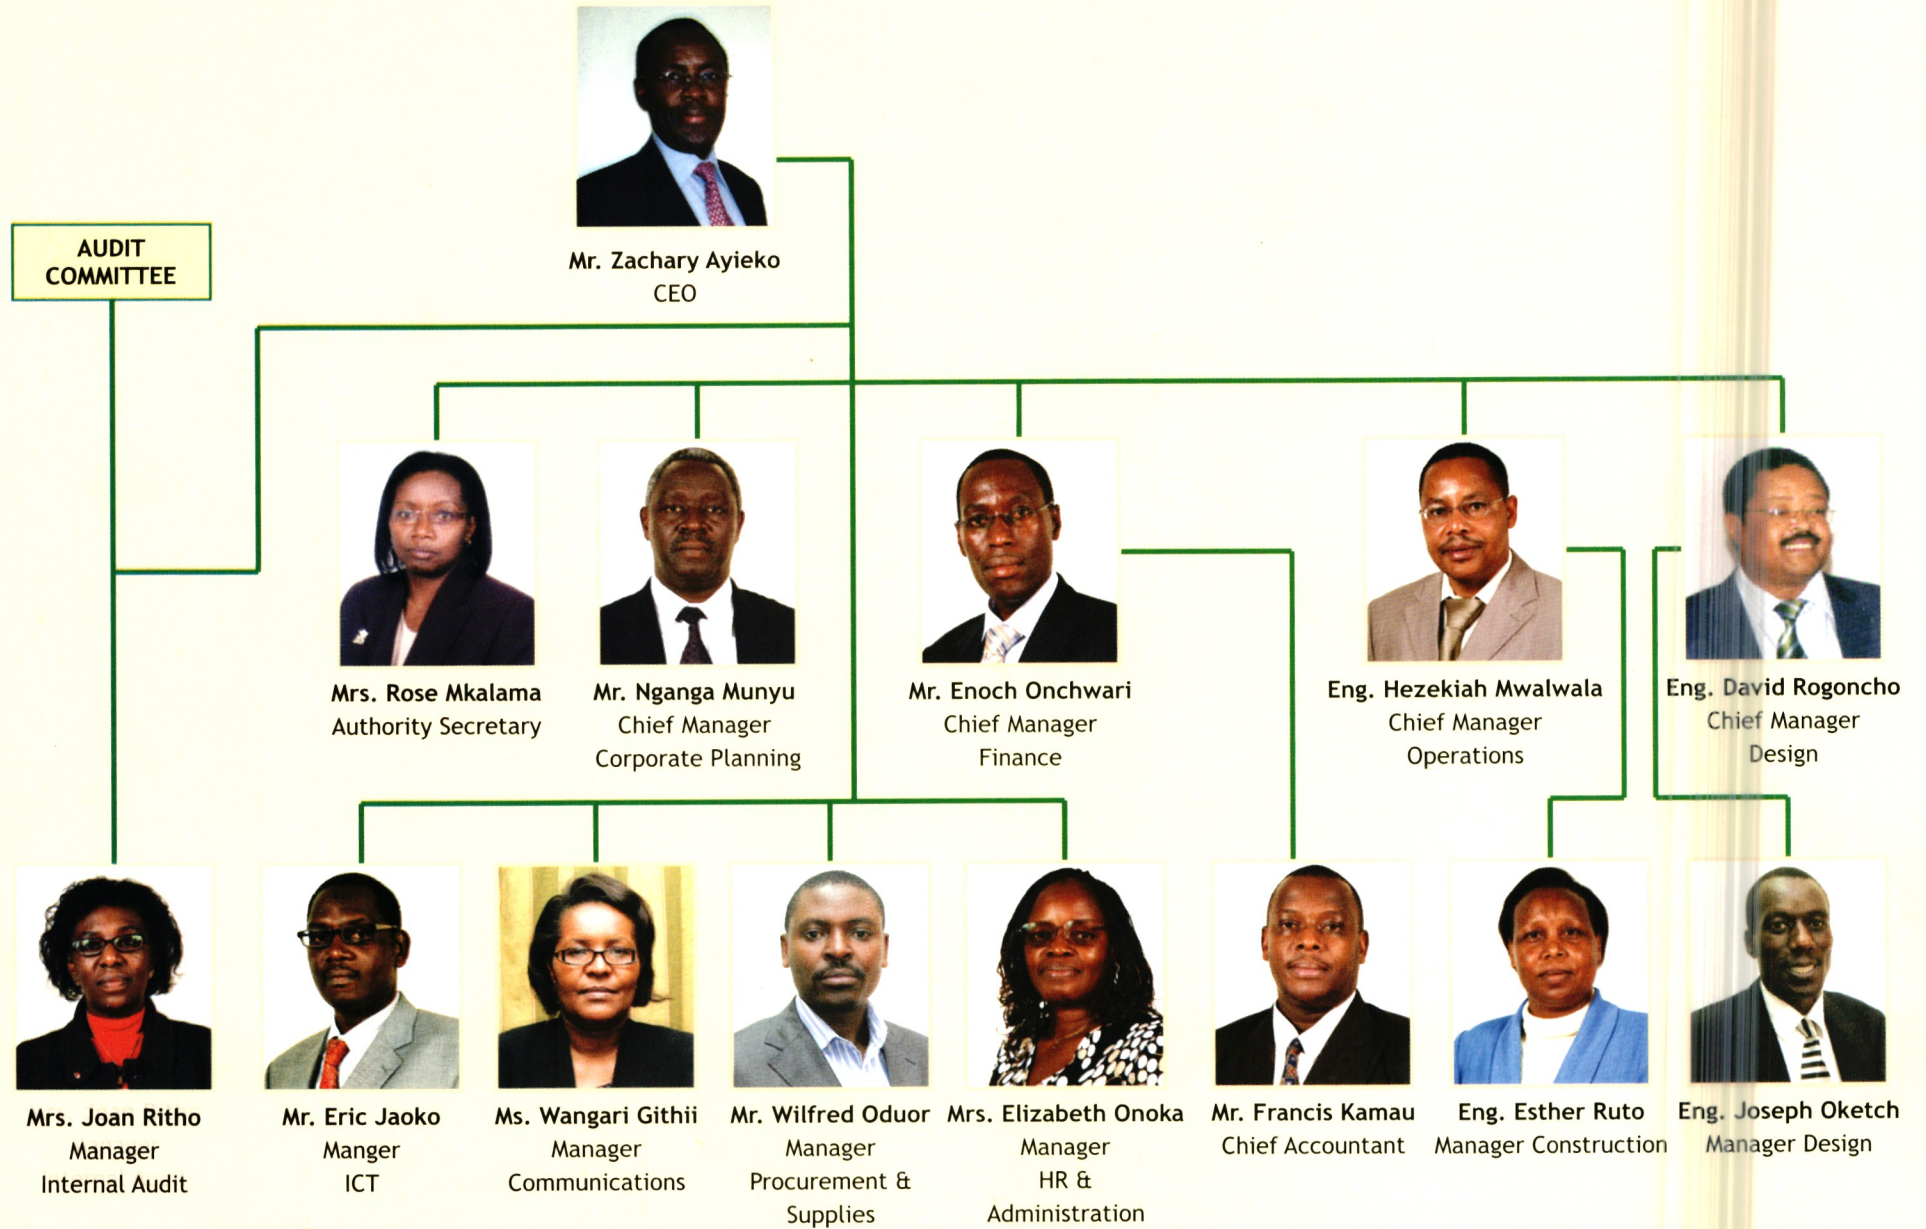 Mr. Zachary Ayieko
CEO
AUDIT
COMMITTEE
Mrs. Rose Mkalama
Authority Secretary
Mr. Nganga Munyu
Chief Manager
Corporate Planning
Mr. Enoch Onchwari
Chief Manager
Finance
Eng. Hezekiah Mwalwala
Chief Manager
Operations
Eng. David Rogoncho
Chief Manager
Design
Mrs. Joan Ritho
Manager
Internal Audit
Mr. Eric Jaoko
Manger
ICT
Ms. Wangari Githii
Manager
Communications
Mr. Wilfred Oduor
Manager
Procurement &
Supplies
Mrs. Elizabeth Onoka
Manager
HR &
Administration
Mr. Francis Kamau
Chief Accountant
Eng. Esther Ruto
Manager Construction
Eng. Joseph Oketch
Manager Design